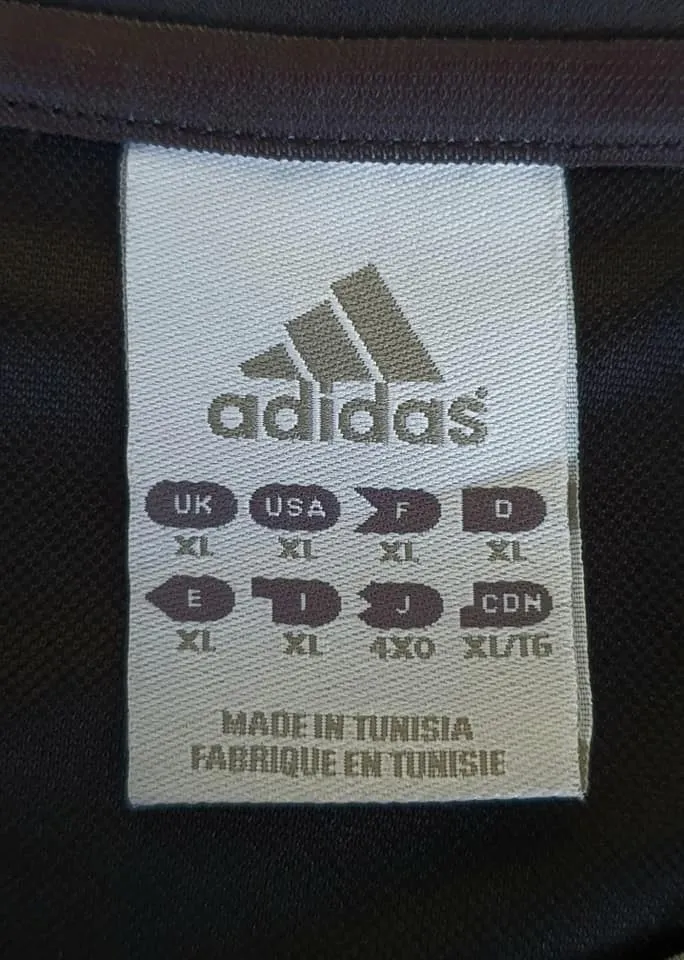 adidas
UK USA F D
XL XL XL XL
E I J CDN
XL XL 4XO XL/TG
MADE IN TUNISIA
FABRIQUE EN TUNISIE